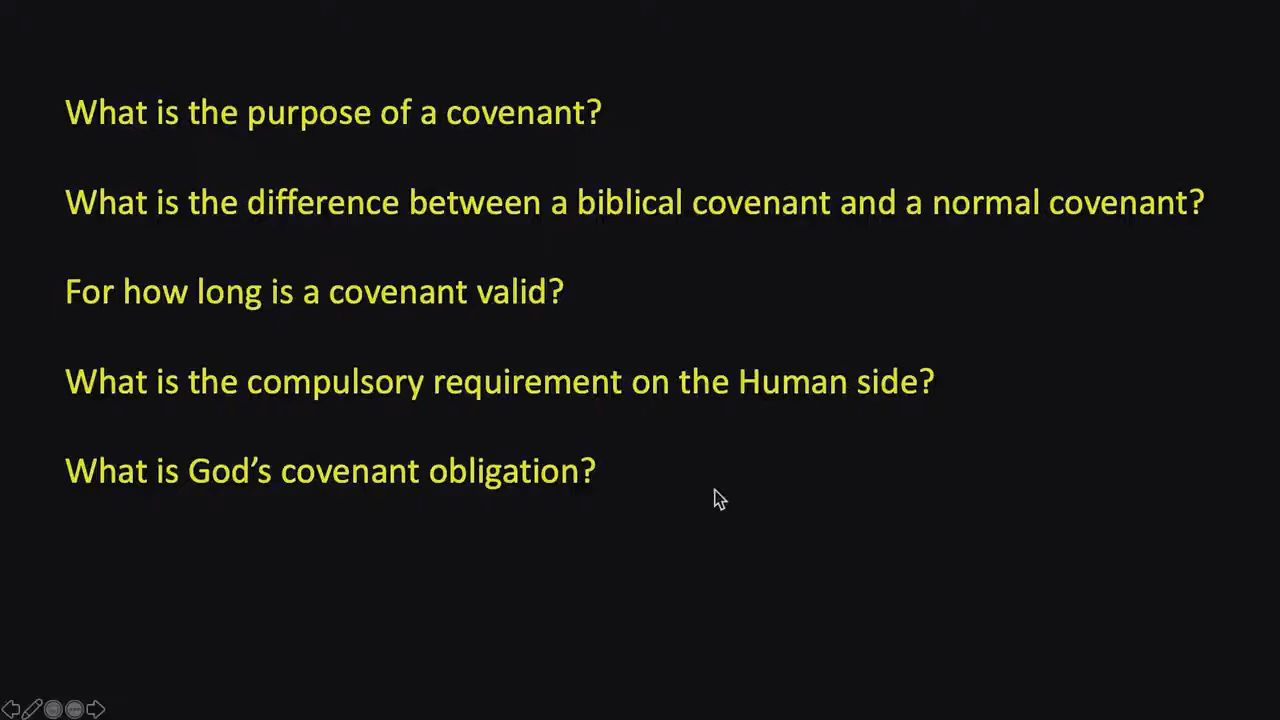 What is the purpose of a covenant?
What is the difference between a biblical covenant and a normal covenant?
For how long is a covenant valid?
What is the compulsory requirement on the Human side?
What is God’s covenant obligation?